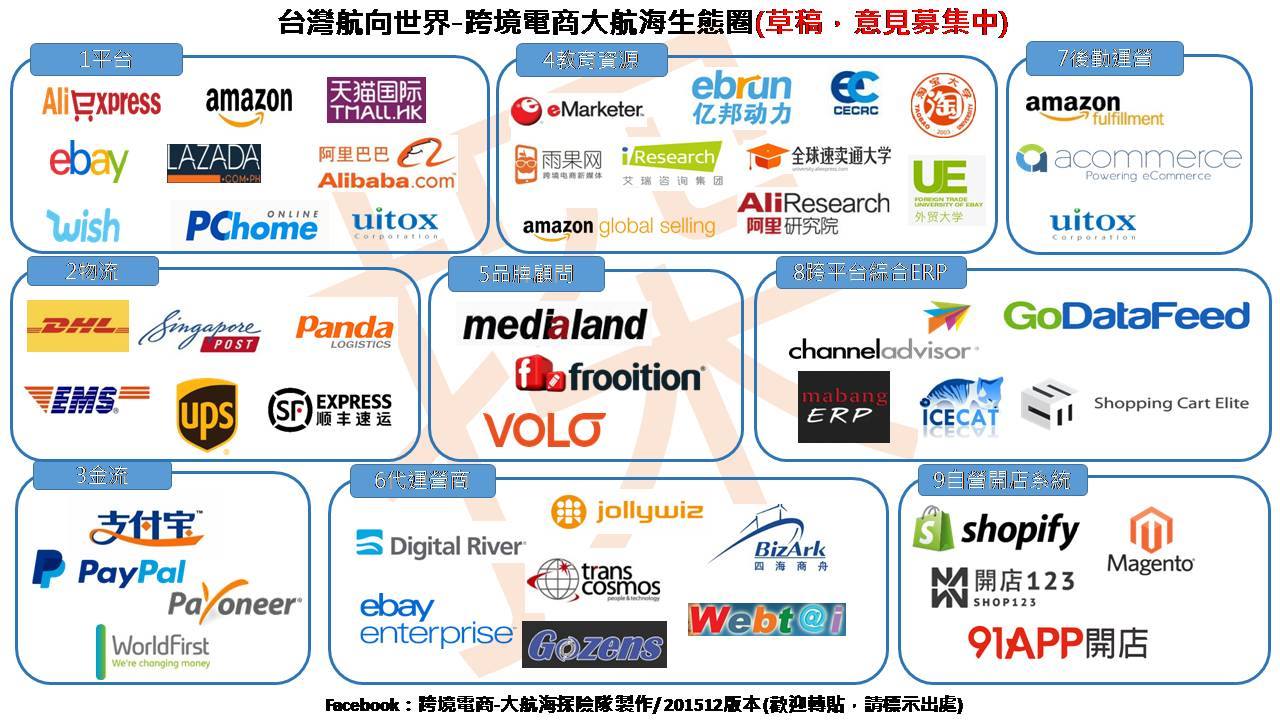 台灣航向世界-跨境電商大航海生態圈(草稿，意見募集中)
1平台
AliExpress
amazon
天猫国际
TMALL.HK
ebay
LAZADA
.COM.PH
阿里巴巴
Alibaba.com
wish
PChome ONLINE
uitox
Corporation
4教育資源
eMarketer.
ebrun
亿邦动力
EC
CECRC
淘宝大学
淘
TAOBAO UNIVERSITY
2003
雨果网
跨境电商新媒体
iResearch
艾瑞咨询集团
全球速卖通大学
university.aliexpress.com
UE
FOREIGN TRADE
UNIVERSITY OF EBAY
外贸大学
amazon global selling
AliResearch
阿里研究院
7後勤運營
amazon
fulfillment
acommerce
Powering eCommerce
uitox
Corporation
2物流
DHL
Singapore
POST
Panda
LOGISTICS
EMS
ups
SF EXPRESS
顺丰速运
5品牌顧問
medialand
frooition
VOLO
8跨平台綜合ERP
channeladvisor
GoDataFeed
mabang
ERP
ICECAT
Shopping Cart Elite
3金流
支付宝
PayPal
Payoneer
WorldFirst
We're changing money
6代運營商
jollywiz
Digital River
BizArk
四海商舟
trans
cosmos
people & technology
ebay
enterprise
Gozens
Webt@i
9自營開店系統
shopify
Magento
開店123
SHOP123
91APP開店
Facebook：跨境電商-大航海探險隊製作/201512版本(歡迎轉貼，請標示出處)